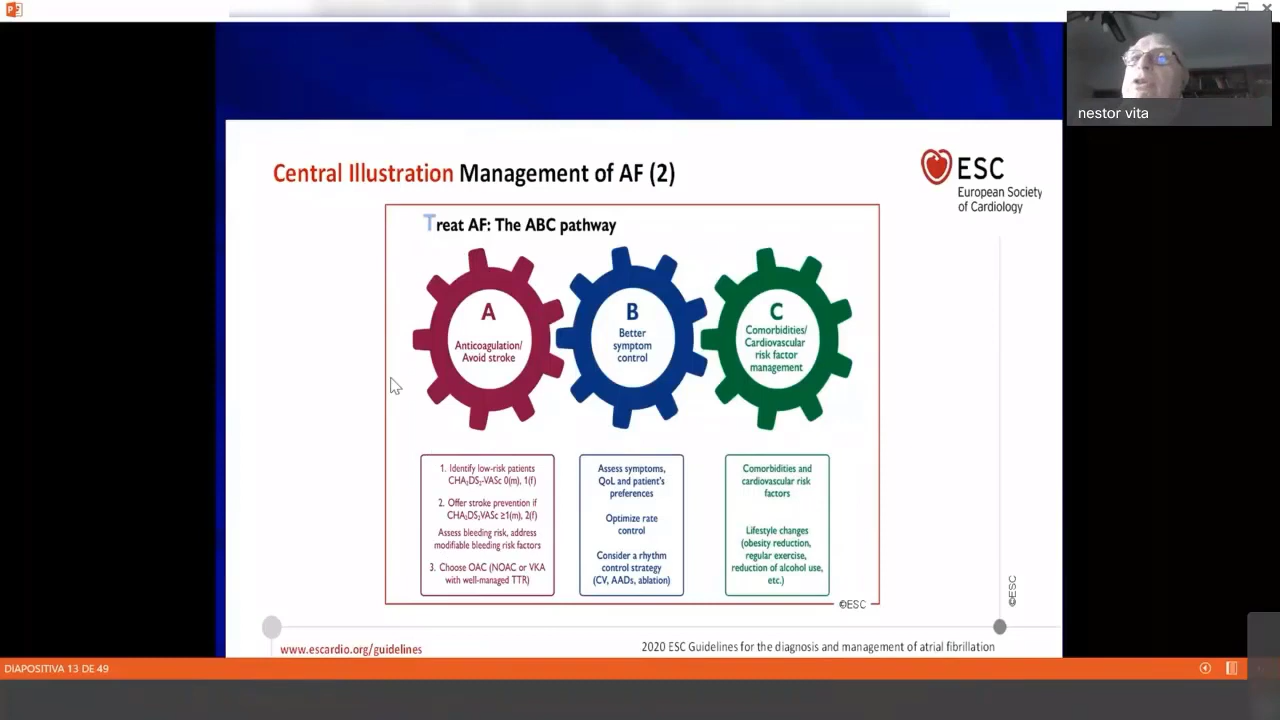 nestor vita
Central Illustration Management of AF (2)
ESC
European Society
of Cardiology
Treat AF: The ABC pathway
A
Anticoagulation/
Avoid stroke
B
Better
symptom
control
C
Comorbidities/
Cardiovascular
risk factor
management
1. Identify low-risk patients
CHA₂DS₂-VASc 0(m), 1(f)
2. Offer stroke prevention if
CHA₂DS₂VASc ≥1(m), 2(f)
Assess bleeding risk, address
modifiable bleeding risk factors
3. Choose OAC (NOAC or VKA
with well-managed TTR)
Assess symptoms,
QoL and patient's
preferences
Optimize rate
control
Consider a rhythm
control strategy
(CV, AADs, ablation)
Comorbidities and
cardiovascular risk
factors
Lifestyle changes
(obesity reduction,
regular exercise,
reduction of alcohol use,
etc.)
©ESC
©ESC
www.escardio.org/guidelines
2020 ESC Guidelines for the diagnosis and management of atrial fibrillation
DIAPOSITIVA 13 DE 49